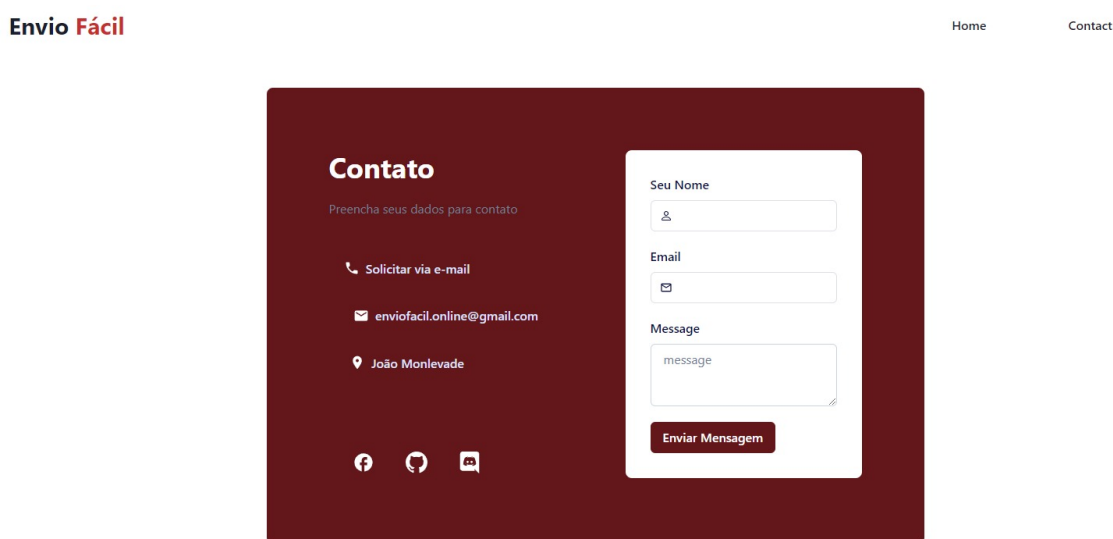 Envio Fácil
Home
Contact
Contato
Preencha seus dados para contato
Solicitar via e-mail
enviofacil.online@gmail.com
João Monlevade
Seu Nome
Email
Message
message
Enviar Mensagem